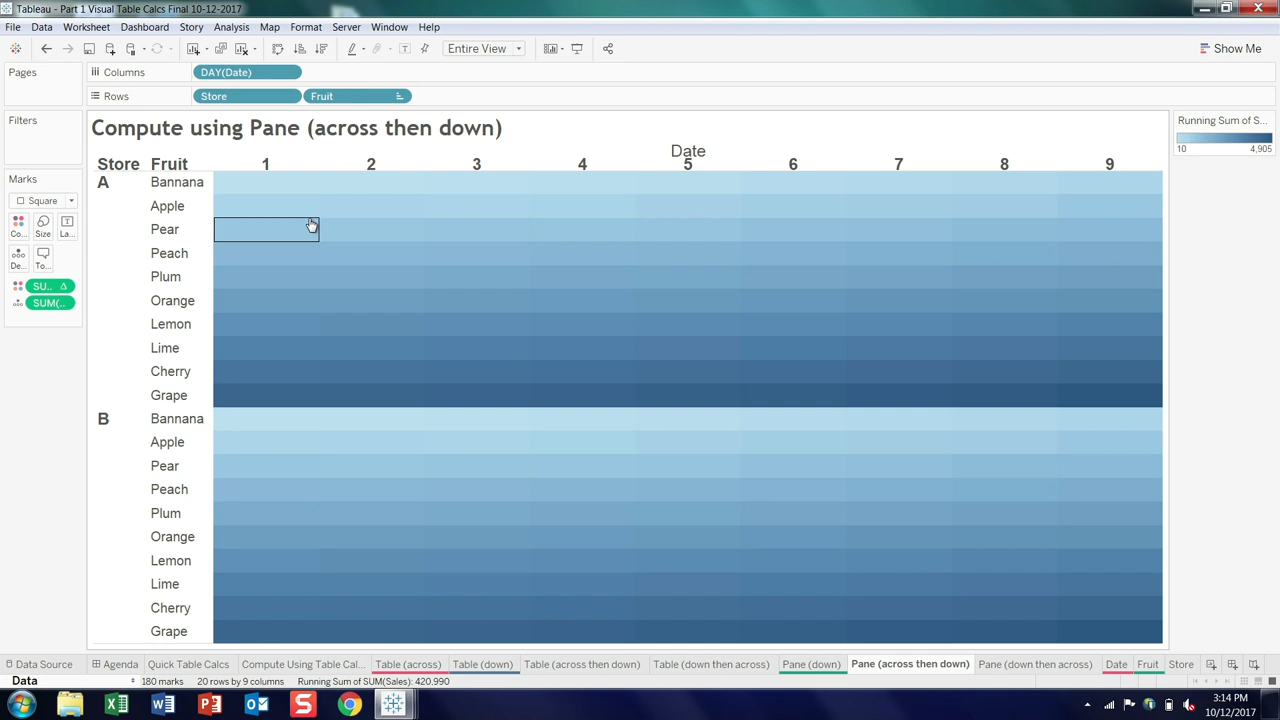 Tableau - Part 1 Visual Table Calcs Final 10-12-2017
File Data Worksheet Dashboard Story Analysis Map Format Server Window Help
Entire View Show Me
Pages
Columns DAY(Date)
Rows Store Fruit
Filters
Marks
Square
Co... Size La...
De... To...
SU..
SUM(..
Compute using Pane (across then down)
Date
Store Fruit 1 2 3 4 5 6 7 8 9
A Bannana
Apple
Pear
Peach
Plum
Orange
Lemon
Lime
Cherry
Grape
B Bannana
Apple
Pear
Peach
Plum
Orange
Lemon
Lime
Cherry
Grape
Running Sum of S...
10 4,905
Data Source Agenda Quick Table Calcs Compute Using Table Cal... Table (across) Table (down) Table (across then down) Table (down then across) Pane (down) Pane (across then down) Pane (down then across) Date Fruit Store
Data 180 marks 20 rows by 9 columns Running Sum of SUM(Sales): 420,990
3:14 PM
10/12/2017